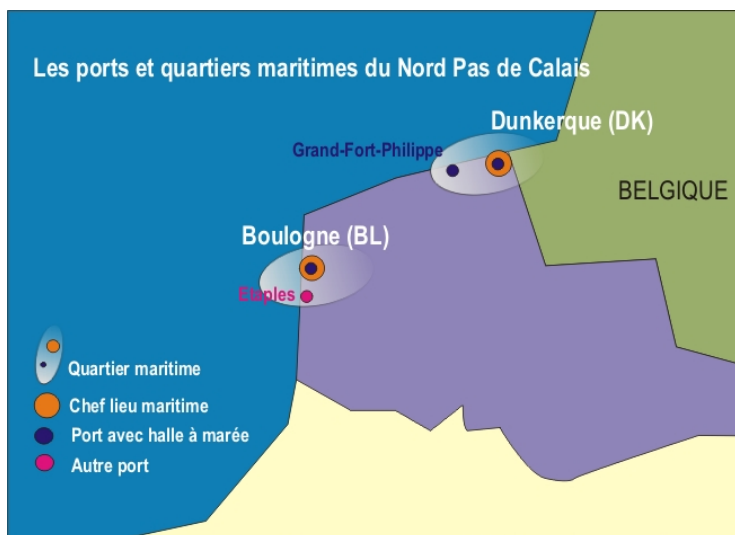 Les ports et quartiers maritimes du Nord Pas de Calais
Dunkerque (DK)
Grand-Fort-Philippe
BELGIQUE
Boulogne (BL)
Etaples
Quartier maritime
Chef lieu maritime
Port avec halle à marée
Autre port